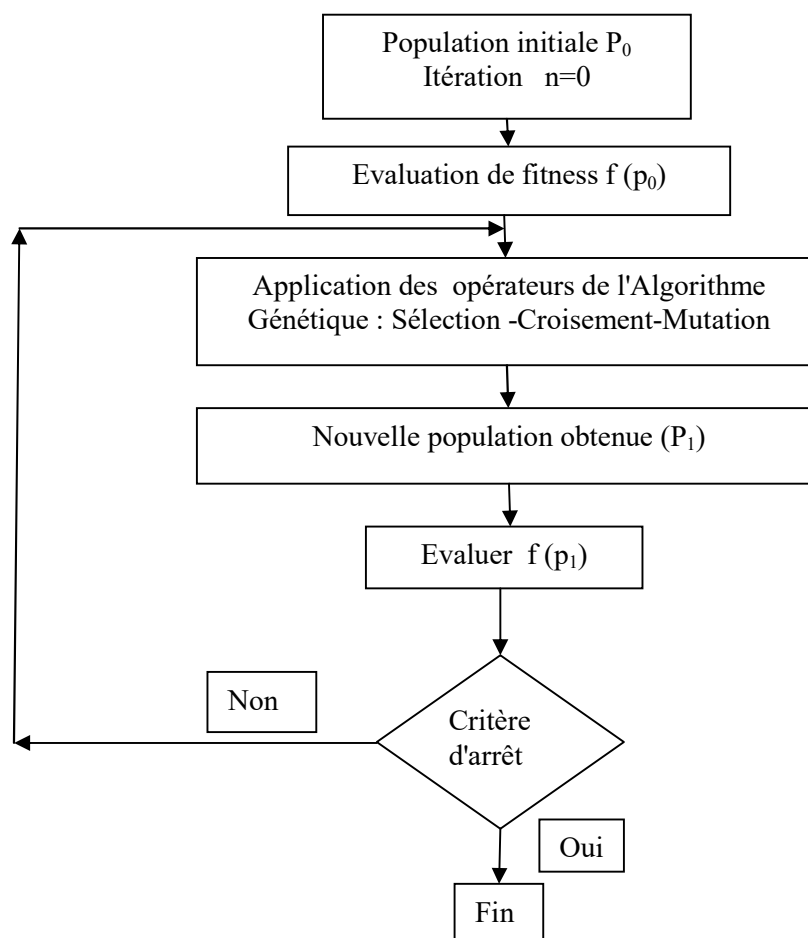 Population initiale P₀
Itération n=0
Evaluation de fitness f (p₀)
Application des opérateurs de l'Algorithme
Génétique : Sélection -Croisement-Mutation
Nouvelle population obtenue (P₁)
Evaluer f (p₁)
Non
Critère
d'arrêt
Oui
Fin